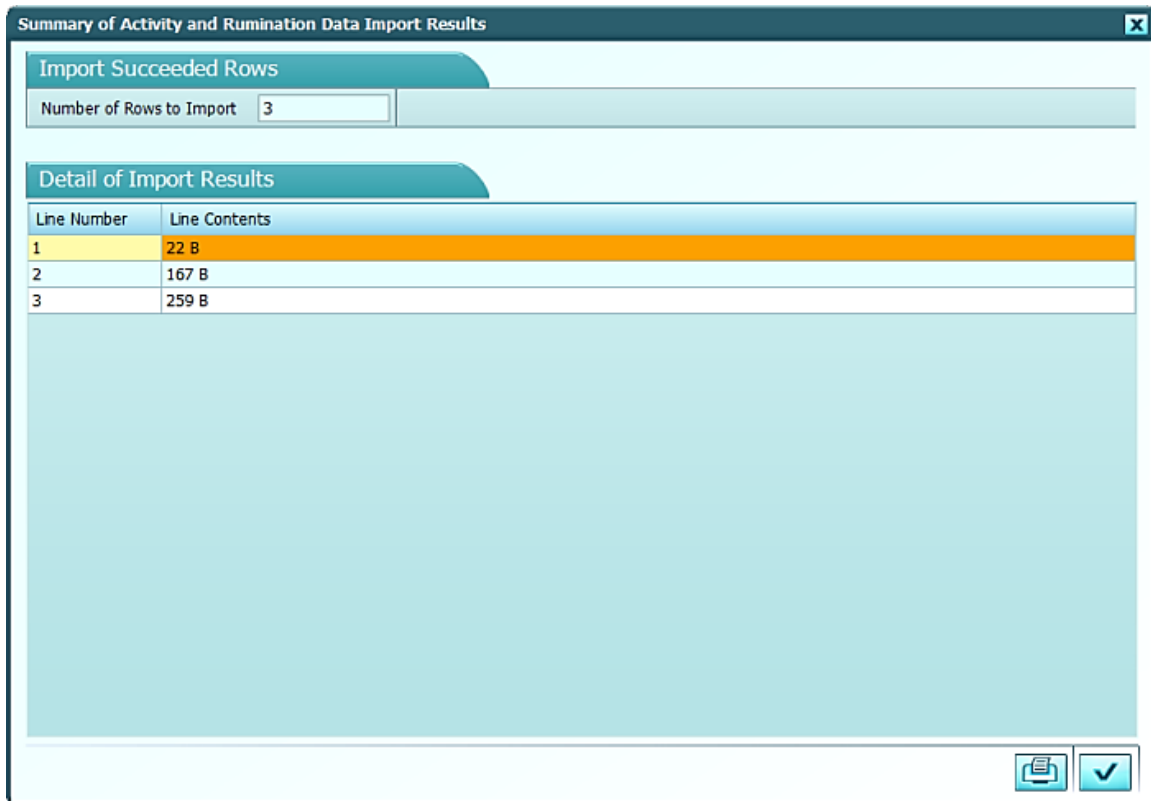 Summary of Activity and Rumination Data Import Results
Import Succeeded Rows
Number of Rows to Import 3
Detail of Import Results
Line Number Line Contents
1 22 B
2 167 B
3 259 B